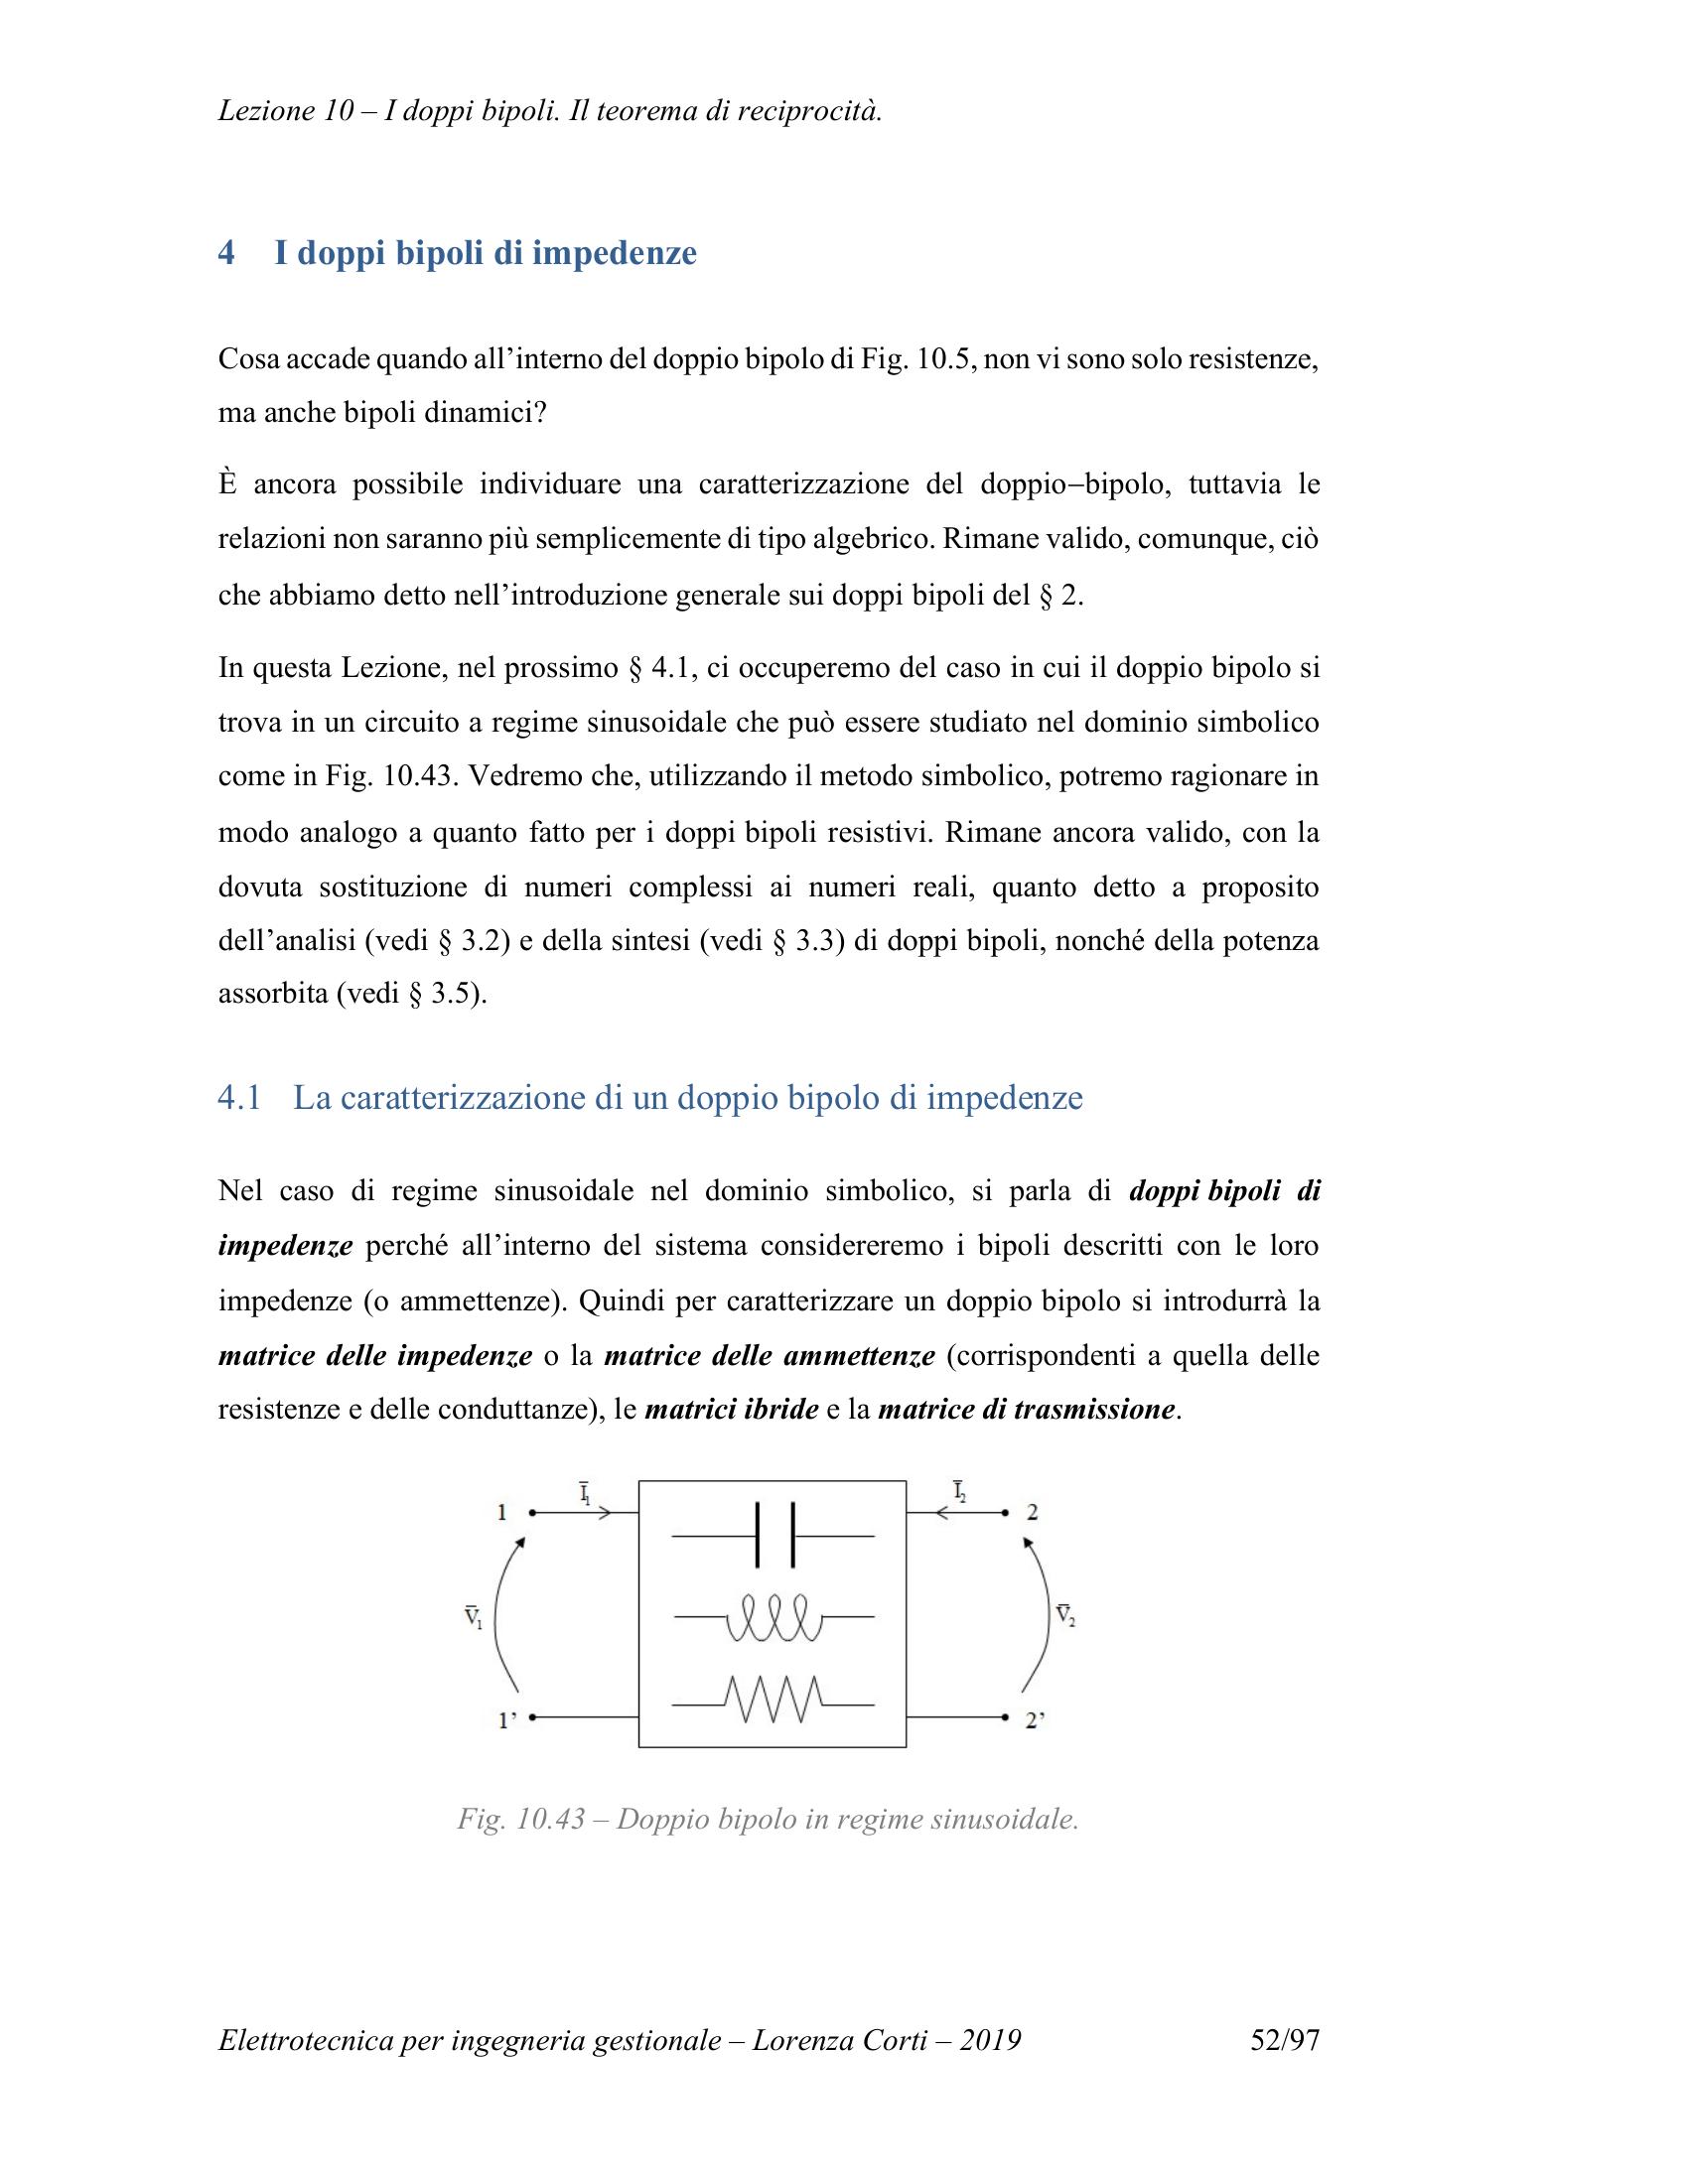 Lezione 10 – I doppi bipoli. Il teorema di reciprocità.
4 I doppi bipoli di impedenze
Cosa accade quando all’interno del doppio bipolo di Fig. 10.5, non vi sono solo resistenze,
ma anche bipoli dinamici?
È ancora possibile individuare una caratterizzazione del doppio–bipolo, tuttavia le
relazioni non saranno più semplicemente di tipo algebrico. Rimane valido, comunque, ciò
che abbiamo detto nell’introduzione generale sui doppi bipoli del § 2.
In questa Lezione, nel prossimo § 4.1, ci occuperemo del caso in cui il doppio bipolo si
trova in un circuito a regime sinusoidale che può essere studiato nel dominio simbolico
come in Fig. 10.43. Vedremo che, utilizzando il metodo simbolico, potremo ragionare in
modo analogo a quanto fatto per i doppi bipoli resistivi. Rimane ancora valido, con la
dovuta sostituzione di numeri complessi ai numeri reali, quanto detto a proposito
dell’analisi (vedi § 3.2) e della sintesi (vedi § 3.3) di doppi bipoli, nonché della potenza
assorbita (vedi § 3.5).
4.1 La caratterizzazione di un doppio bipolo di impedenze
Nel caso di regime sinusoidale nel dominio simbolico, si parla di doppi bipoli di
impedenze perché all’interno del sistema considereremo i bipoli descritti con le loro
impedenze (o ammettenze). Quindi per caratterizzare un doppio bipolo si introdurrà la
matrice delle impedenze o la matrice delle ammettenze (corrispondenti a quella delle
resistenze e delle conduttanze), le matrici ibride e la matrice di trasmissione.
Ī₁ Ī₂
1 2
V̄₁ V̄₂
1’ 2’
Fig. 10.43 – Doppio bipolo in regime sinusoidale.
Elettrotecnica per ingegneria gestionale – Lorenza Corti – 2019 52/97